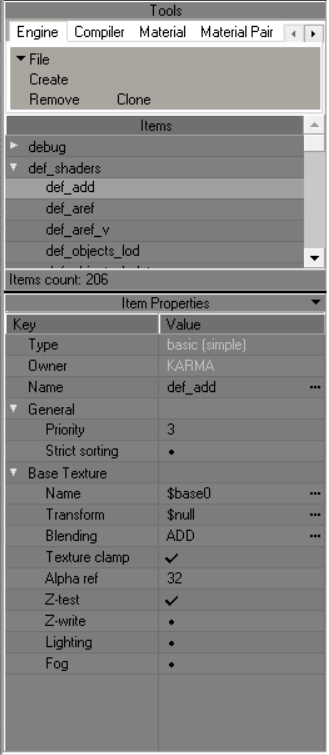 Tools
Engine Compiler Material Material Pair
File
Create
Remove Clone
Items
debug
def_shaders
def_add
def_aref
def_aref_v
def_objects_lod
Items count: 206
Item Properties
Key Value
Type basic (simple)
Owner KARMA
Name def_add ...
General
Priority 3
Strict sorting
Base Texture
Name $base0 ...
Transform $null ...
Blending ADD ...
Texture clamp
Alpha ref 32
Z-test
Z-write
Lighting
Fog